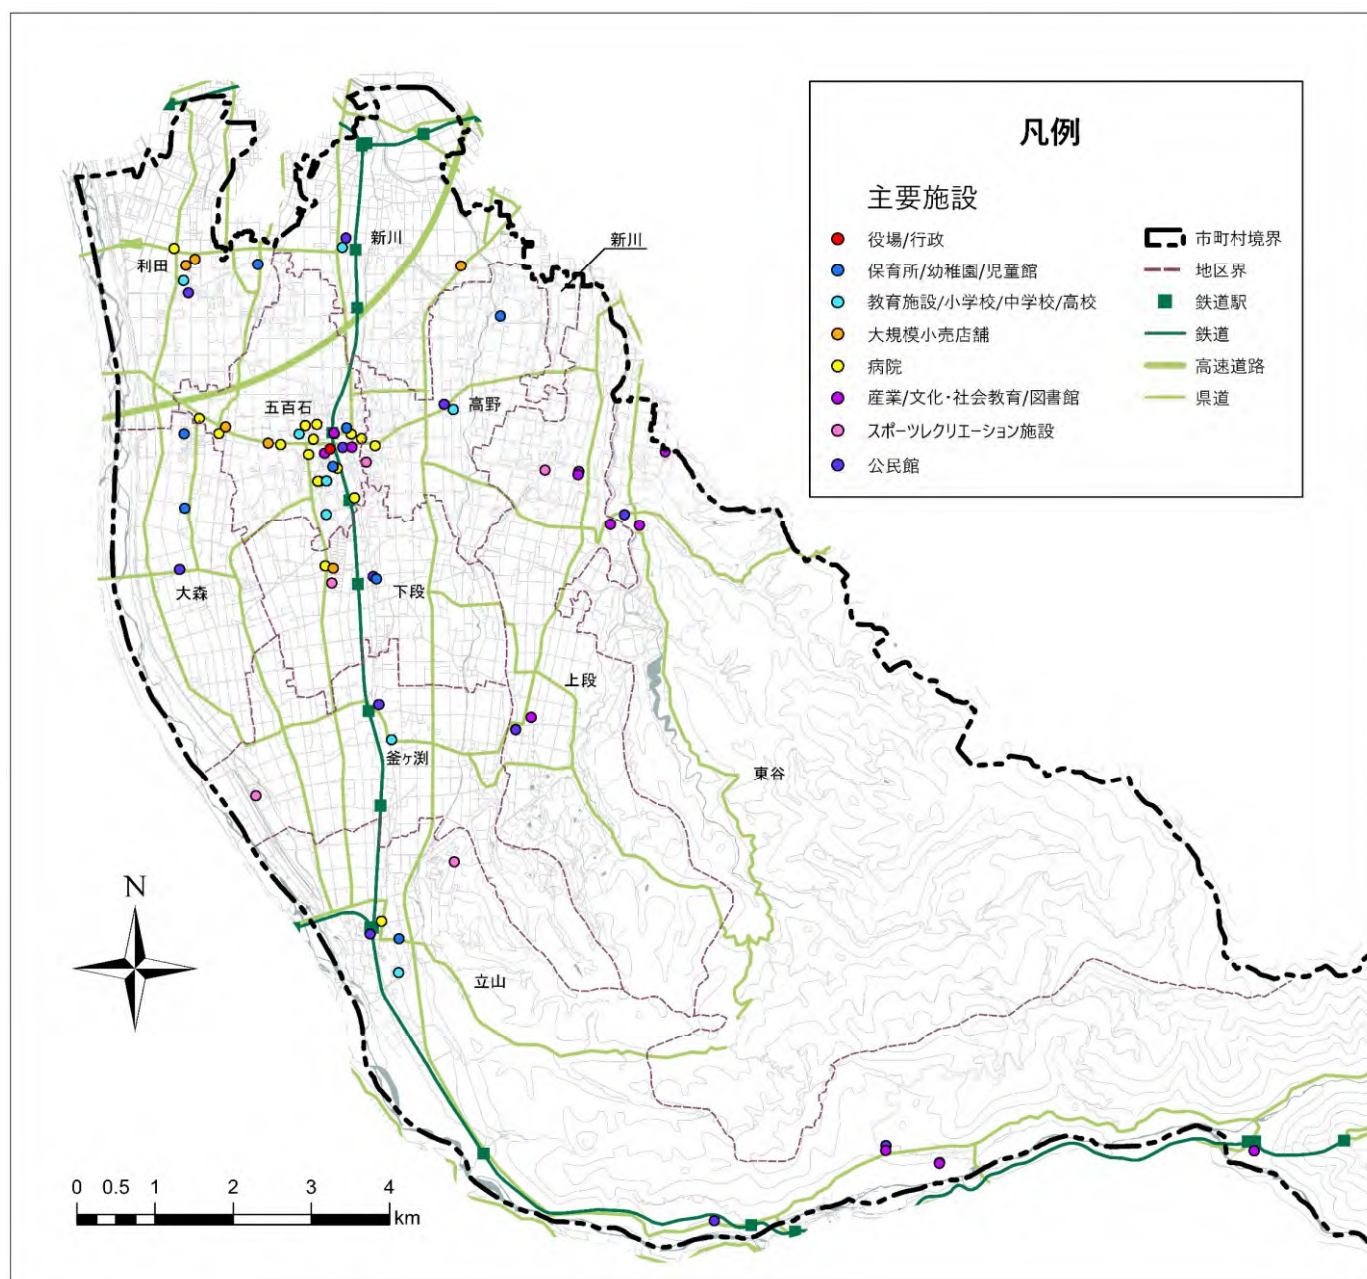 凡例
主要施設
役場/行政
保育所/幼稚園/児童館
教育施設/小学校/中学校/高校
大規模小売店舗
病院
産業/文化・社会教育/図書館
スポーツレクリエーション施設
公民館
市町村境界
地区界
鉄道駅
鉄道
高速道路
県道
新川
新川
利田
五百石
高野
大森
下段
上段
釜ヶ渕
東谷
立山
N
0 0.5 1 2 3 4
km